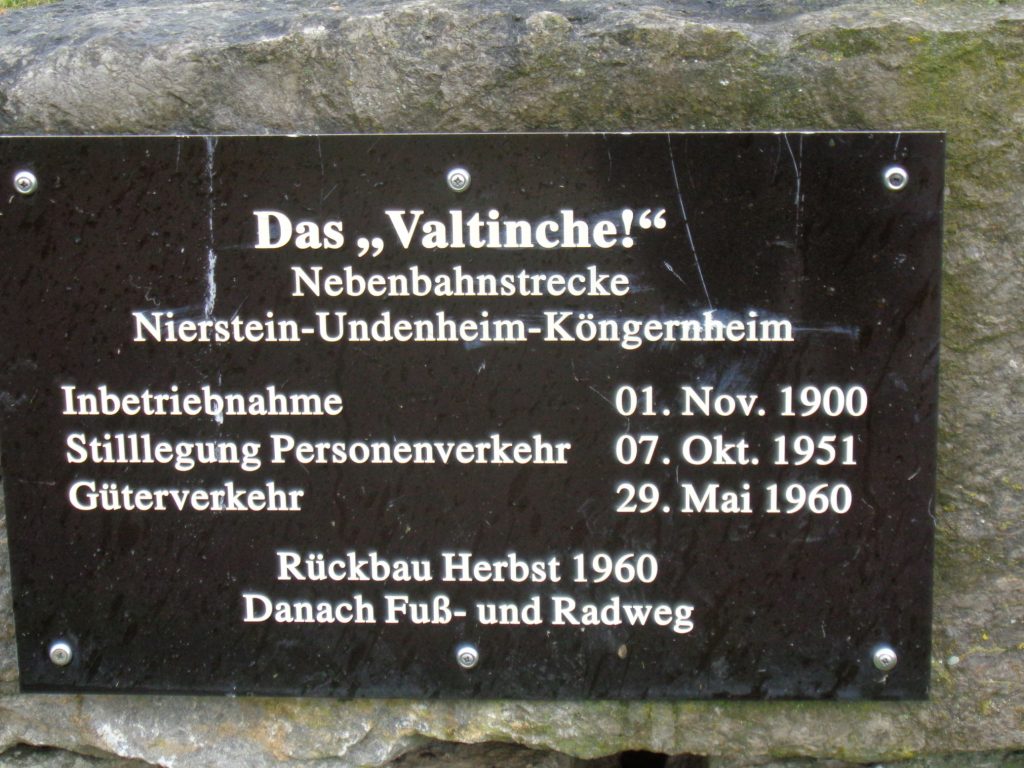 Das „Valtinche!“
Nebenbahnstrecke
Nierstein-Undenheim-Köngernheim
Inbetriebnahme 01. Nov. 1900
Stilllegung Personenverkehr 07. Okt. 1951
Güterverkehr 29. Mai 1960
Rückbau Herbst 1960
Danach Fuß- und Radweg